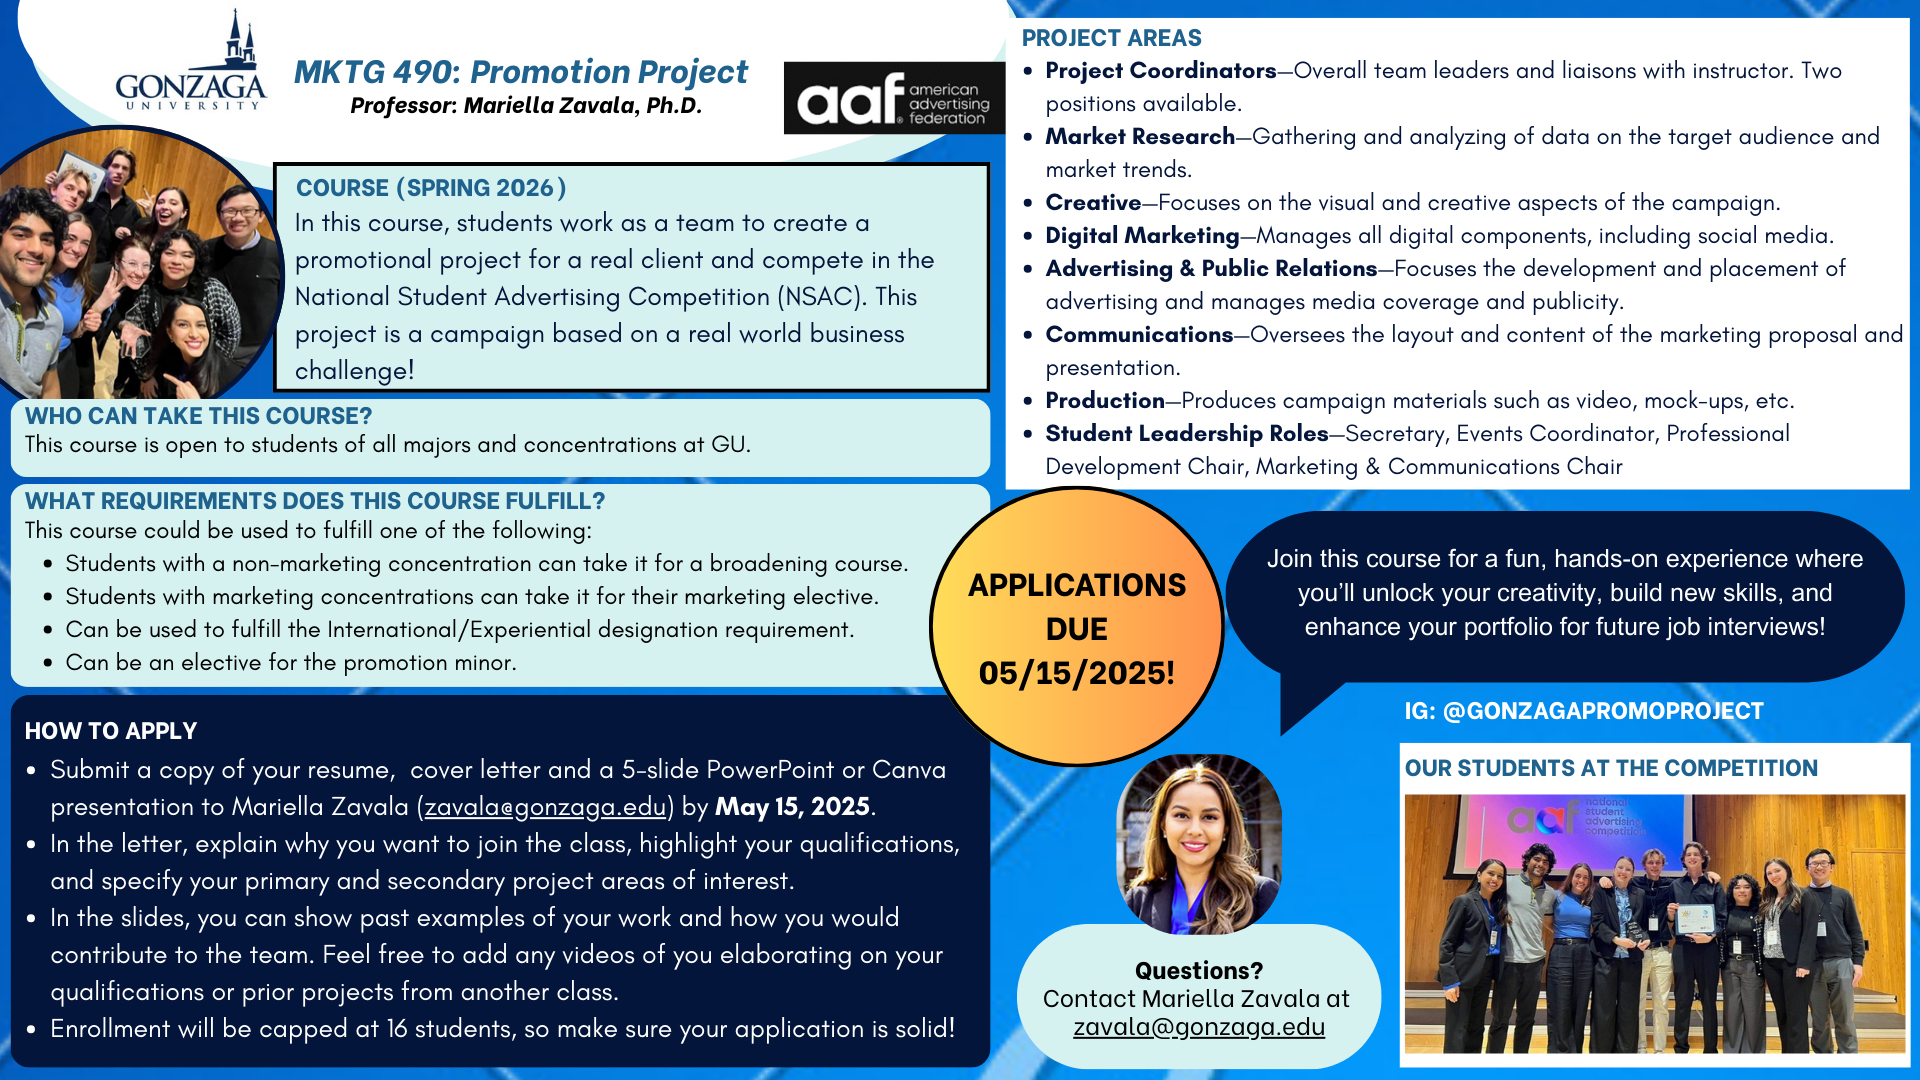 GONZAGA
UNIVERSITY
MKTG 490: Promotion Project
Professor: Mariella Zavala, Ph.D.
aaf® american
advertising
federation
COURSE (SPRING 2026)
In this course, students work as a team to create a
promotional project for a real client and compete in the
National Student Advertising Competition (NSAC). This
project is a campaign based on a real world business
challenge!
WHO CAN TAKE THIS COURSE?
This course is open to students of all majors and concentrations at GU.
WHAT REQUIREMENTS DOES THIS COURSE FULFILL?
This course could be used to fulfill one of the following:
• Students with a non-marketing concentration can take it for a broadening course.
• Students with marketing concentrations can take it for their marketing elective.
• Can be used to fulfill the International/Experiential designation requirement.
• Can be an elective for the promotion minor.
HOW TO APPLY
• Submit a copy of your resume,  cover letter and a 5-slide PowerPoint or Canva
presentation to Mariella Zavala (zavala@gonzaga.edu) by May 15, 2025.
• In the letter, explain why you want to join the class, highlight your qualifications,
and specify your primary and secondary project areas of interest.
• In the slides, you can show past examples of your work and how you would
contribute to the team. Feel free to add any videos of you elaborating on your
qualifications or prior projects from another class.
• Enrollment will be capped at 16 students, so make sure your application is solid!
PROJECT AREAS
• Project Coordinators—Overall team leaders and liaisons with instructor. Two
positions available.
• Market Research—Gathering and analyzing of data on the target audience and
market trends.
• Creative—Focuses on the visual and creative aspects of the campaign.
• Digital Marketing—Manages all digital components, including social media.
• Advertising & Public Relations—Focuses the development and placement of
advertising and manages media coverage and publicity.
• Communications—Oversees the layout and content of the marketing proposal and
presentation.
• Production—Produces campaign materials such as video, mock-ups, etc.
• Student Leadership Roles—Secretary, Events Coordinator, Professional
Development Chair, Marketing & Communications Chair
APPLICATIONS
DUE
05/15/2025!
Join this course for a fun, hands-on experience where
you'll unlock your creativity, build new skills, and
enhance your portfolio for future job interviews!
Questions?
Contact Mariella Zavala at
zavala@gonzaga.edu
IG: @GONZAGAPROMOPROJECT
OUR STUDENTS AT THE COMPETITION
aaf national
student
advertising
competition